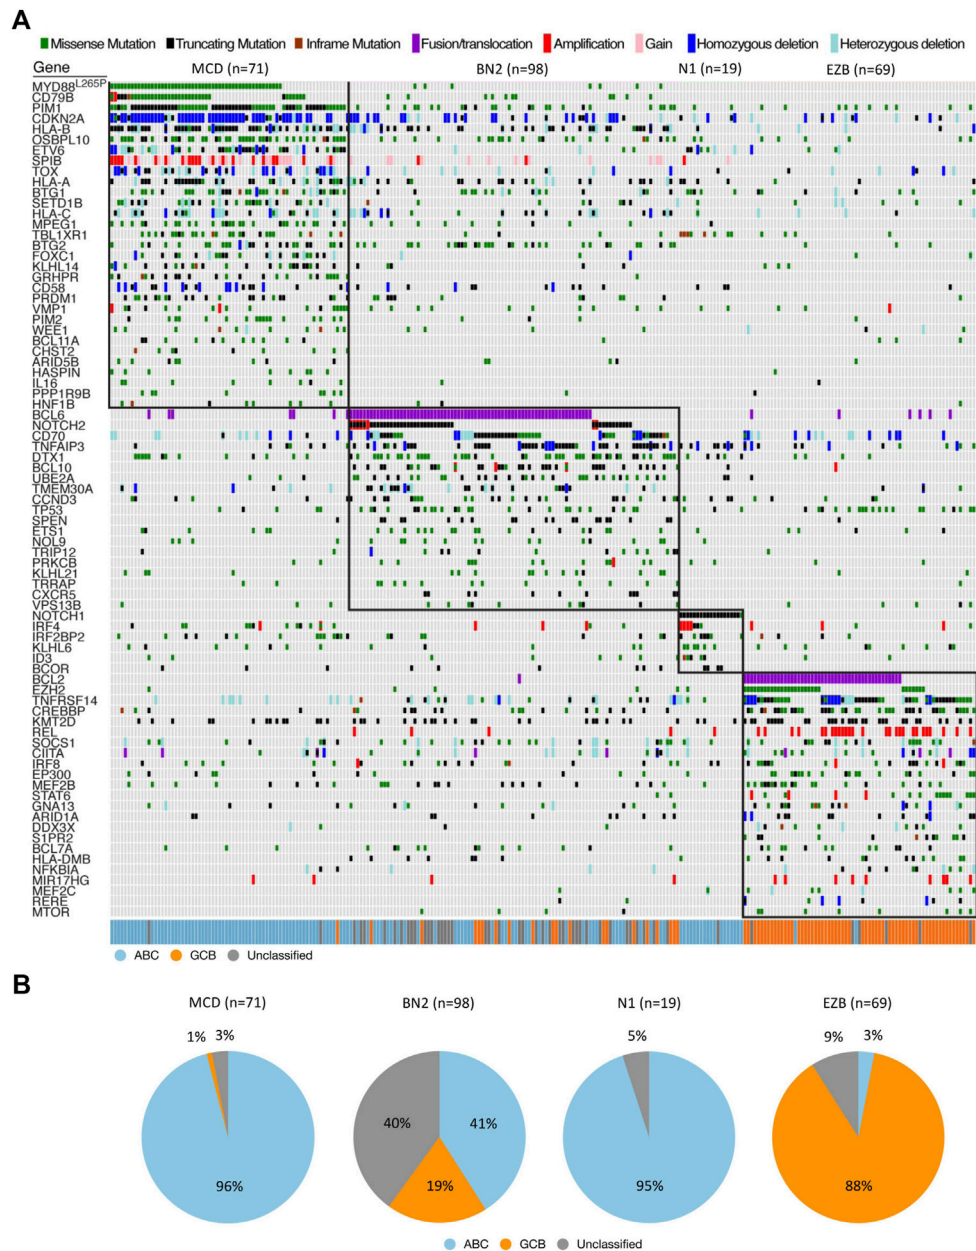 A
Missense Mutation Truncating Mutation Inframe Mutation Fusion/translocation Amplification Gain Homozygous deletion Heterozygous deletion
Gene MCD (n=71) BN2 (n=98) N1 (n=19) EZB (n=69)
MYD88L265P
CD79B
PIM1
CDKN2A
HLA-B
OSBPL10
ETV6
SPIB
TOX
HLA-A
BTG1
SETD1B
HLA-C
MPEG1
TBL1XR1
BTG2
FOXC1
KLHL14
GRHPR
CD58
PRDM1
VMP1
PIM2
WEE1
BCL11A
CHST2
ARID5B
HASPIN
IL16
PPP1R9B
HNF1B
BCL6
NOTCH2
CD70
TNFAIP3
DTX1
BCL10
UBE2A
TMEM30A
CCND3
TP53
SPEN
ETS1
NOL9
TRIP12
PRKCB
KLHL21
TRRAP
CXCR5
VPS13B
NOTCH1
IRF4
IRF2BP2
KLHL6
ID3
BCOR
BCL2
EZH2
TNFRSF14
CREBBP
KMT2D
REL
SOCS1
CIITA
IRF8
EP300
MEF2B
STAT6
GNA13
ARID1A
DDX3X
S1PR2
BCL7A
HLA-DMB
NFKBIA
MIR17HG
MEF2C
RERE
MTOR
ABC GCB Unclassified
B
MCD (n=71) BN2 (n=98) N1 (n=19) EZB (n=69)
1% 3% 5% 9% 3%
40% 41%
96% 19% 95% 88%
ABC GCB Unclassified